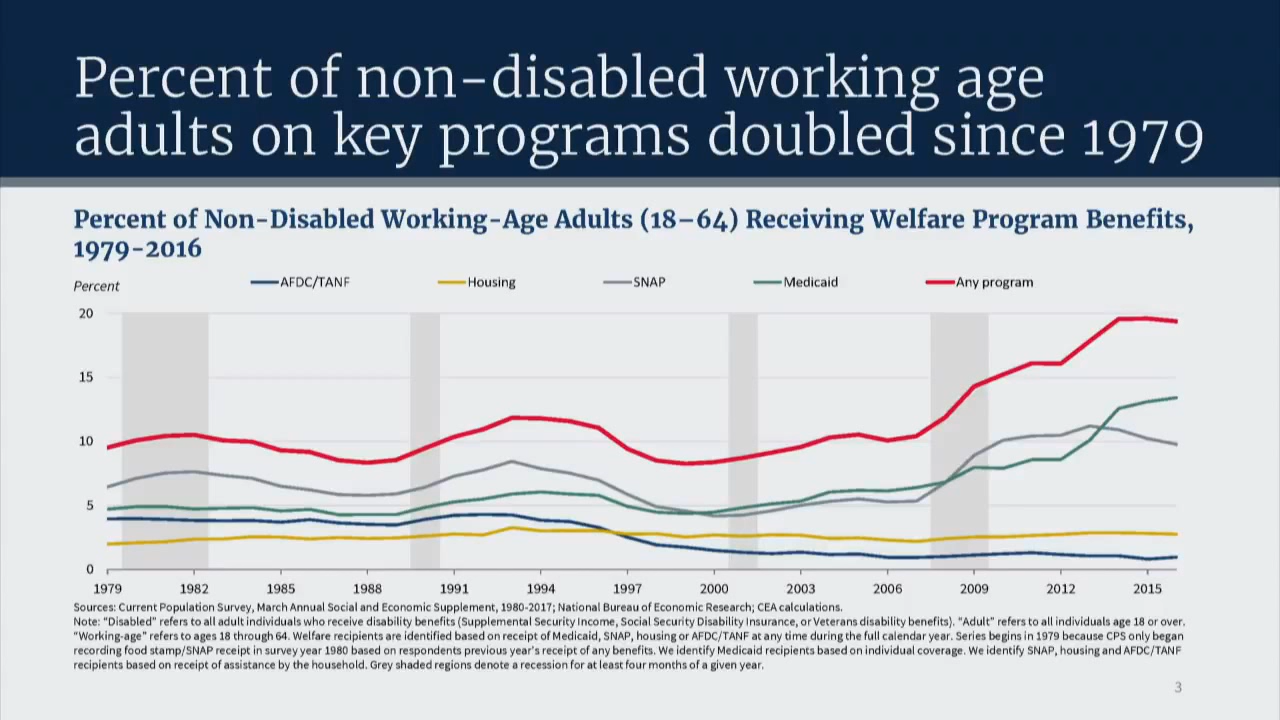 Percent of non-disabled working age
adults on key programs doubled since 1979
Percent of Non-Disabled Working-Age Adults (18–64) Receiving Welfare Program Benefits,
1979-2016
Percent
AFDC/TANF
Housing
SNAP
Medicaid
Any program
20
15
10
5
0
1979
1982
1985
1988
1991
1994
1997
2000
2003
2006
2009
2012
2015
Sources: Current Population Survey, March Annual Social and Economic Supplement, 1980-2017; National Bureau of Economic Research; CEA calculations.
Note: “Disabled” refers to all adult individuals who receive disability benefits (Supplemental Security Income, Social Security Disability Insurance, or Veterans disability benefits). “Adult” refers to all individuals age 18 or over.
“Working-age” refers to ages 18 through 64. Welfare recipients are identified based on receipt of Medicaid, SNAP, housing or AFDC/TANF at any time during the full calendar year. Series begins in 1979 because CPS only began
recording food stamp/SNAP receipt in survey year 1980 based on respondents previous year's receipt of any benefits. We identify Medicaid recipients based on individual coverage. We identify SNAP, housing and AFDC/TANF
recipients based on receipt of assistance by the household. Grey shaded regions denote a recession for at least four months of a given year.
3